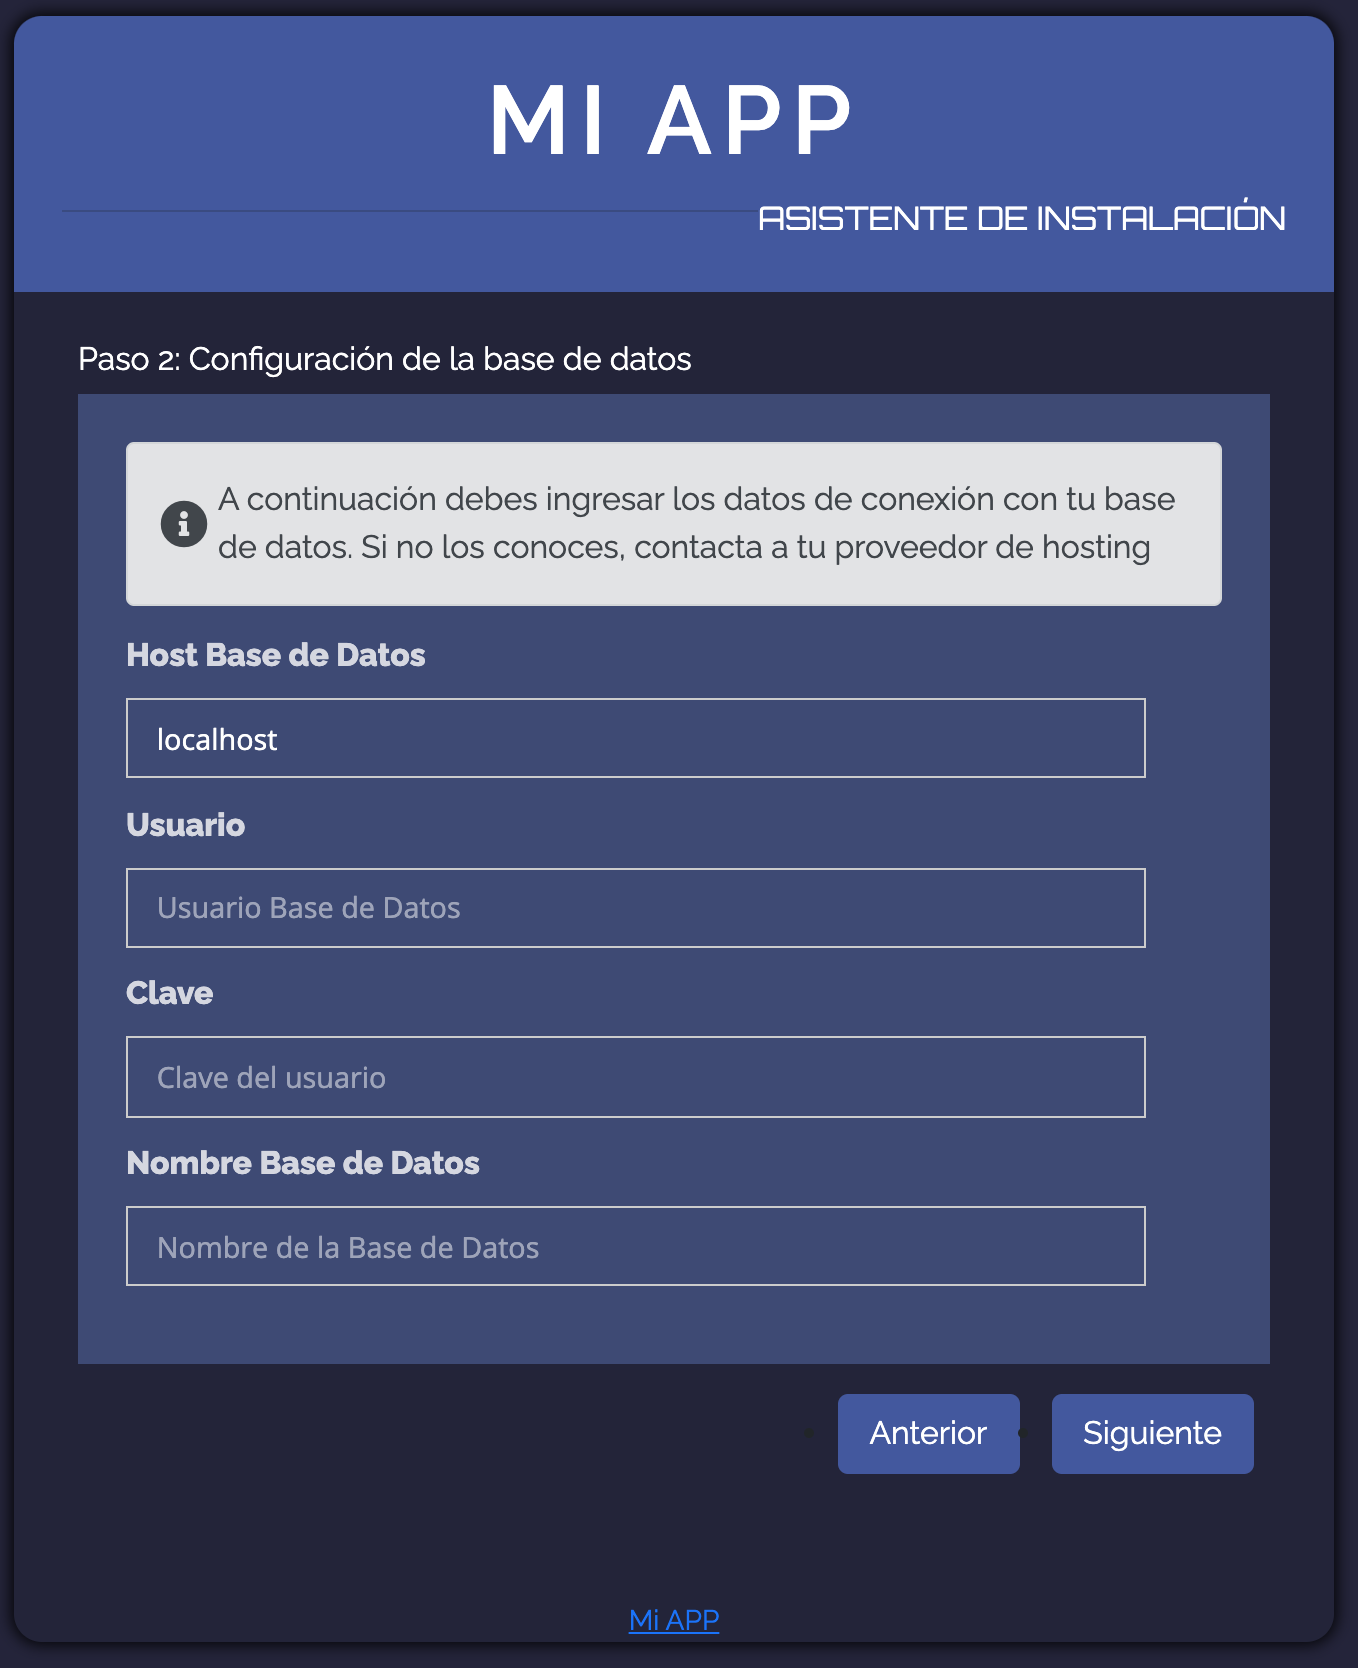 MI APP
ASISTENTE DE INSTALACIÓN
Paso 2: Configuración de la base de datos
A continuación debes ingresar los datos de conexión con tu base
de datos. Si no los conoces, contacta a tu proveedor de hosting
Host Base de Datos
localhost
Usuario
Usuario Base de Datos
Clave
Clave del usuario
Nombre Base de Datos
Nombre de la Base de Datos
Anterior
Siguiente
Mi APP